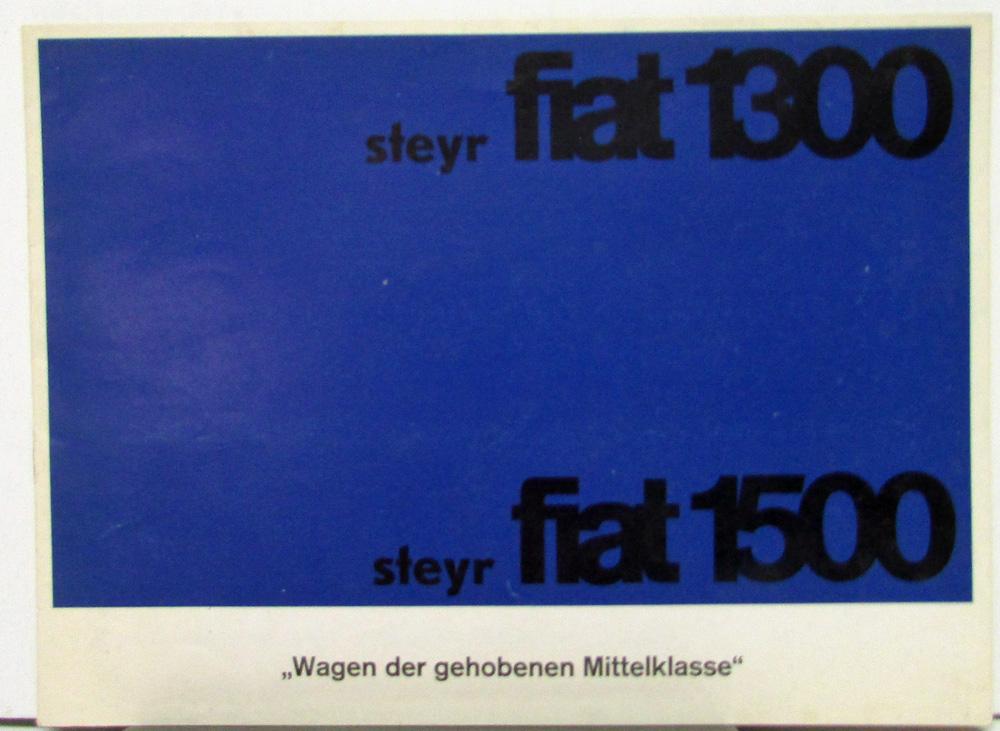 steyr fiat 1300
steyr fiat 1500
„Wagen der gehobenen Mittelklasse“